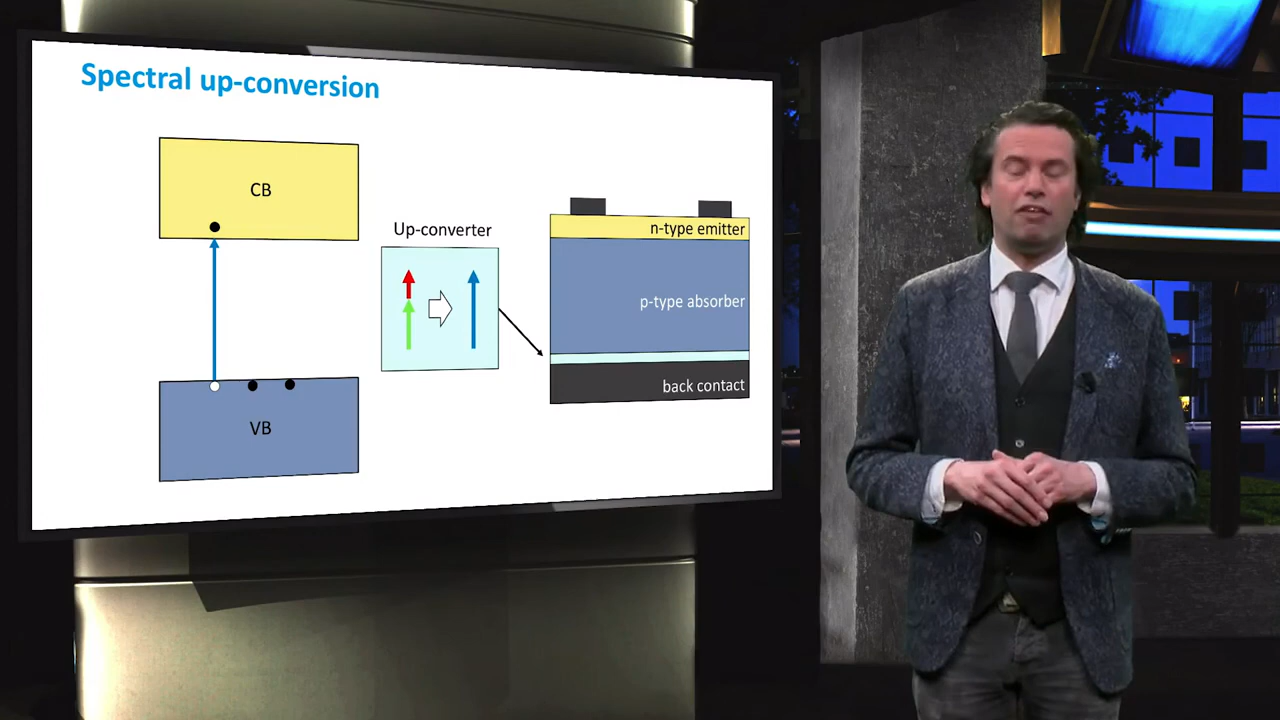 Spectral up-conversion
CB
Up-converter
n-type emitter
p-type absorber
back contact
VB